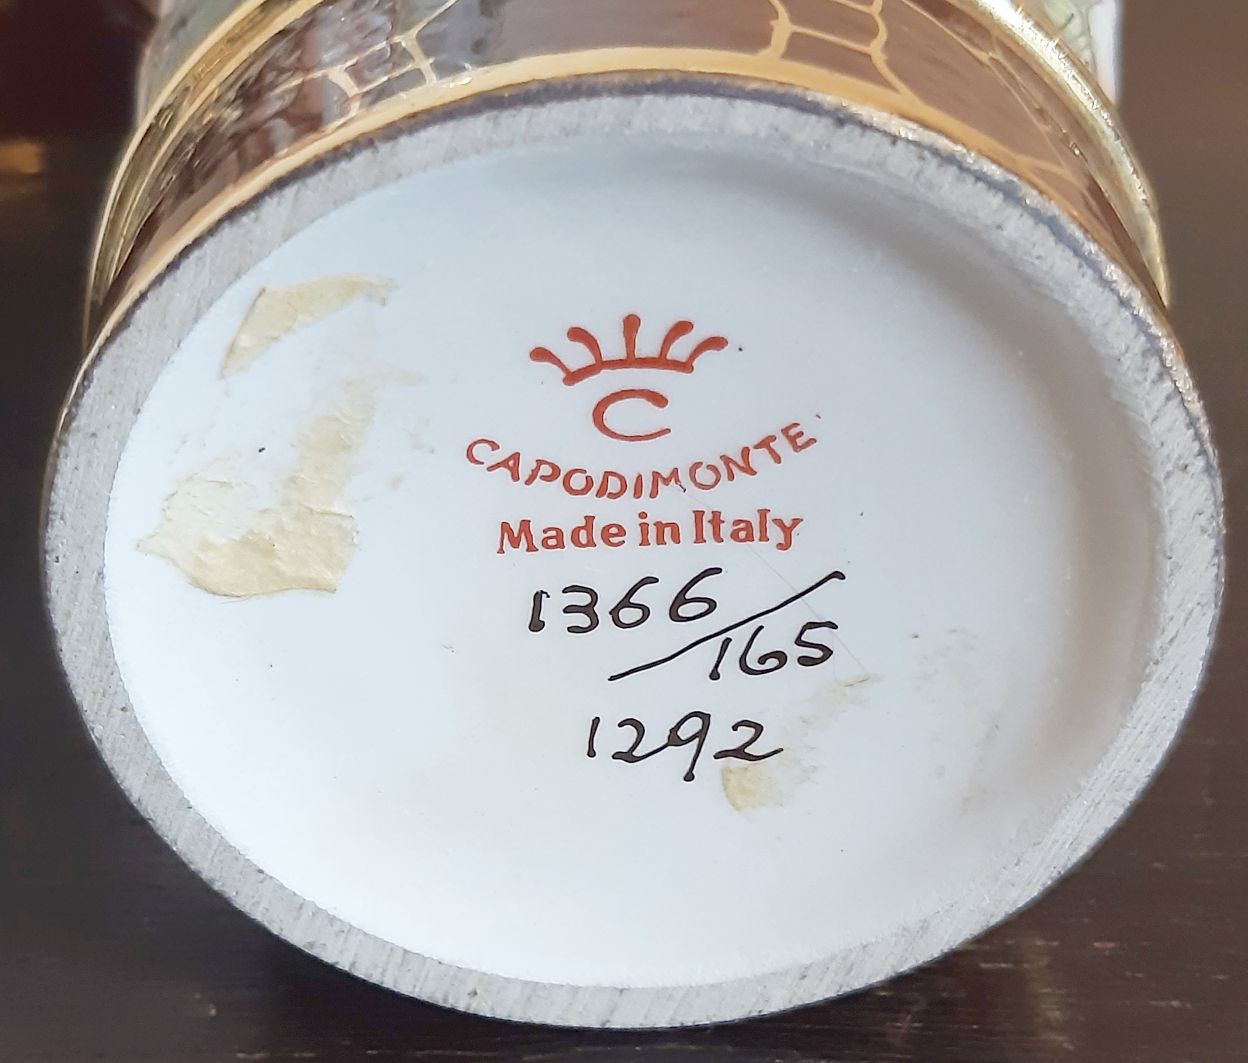 C
CAPODIMONTE
Made in Italy
1366/165
1292